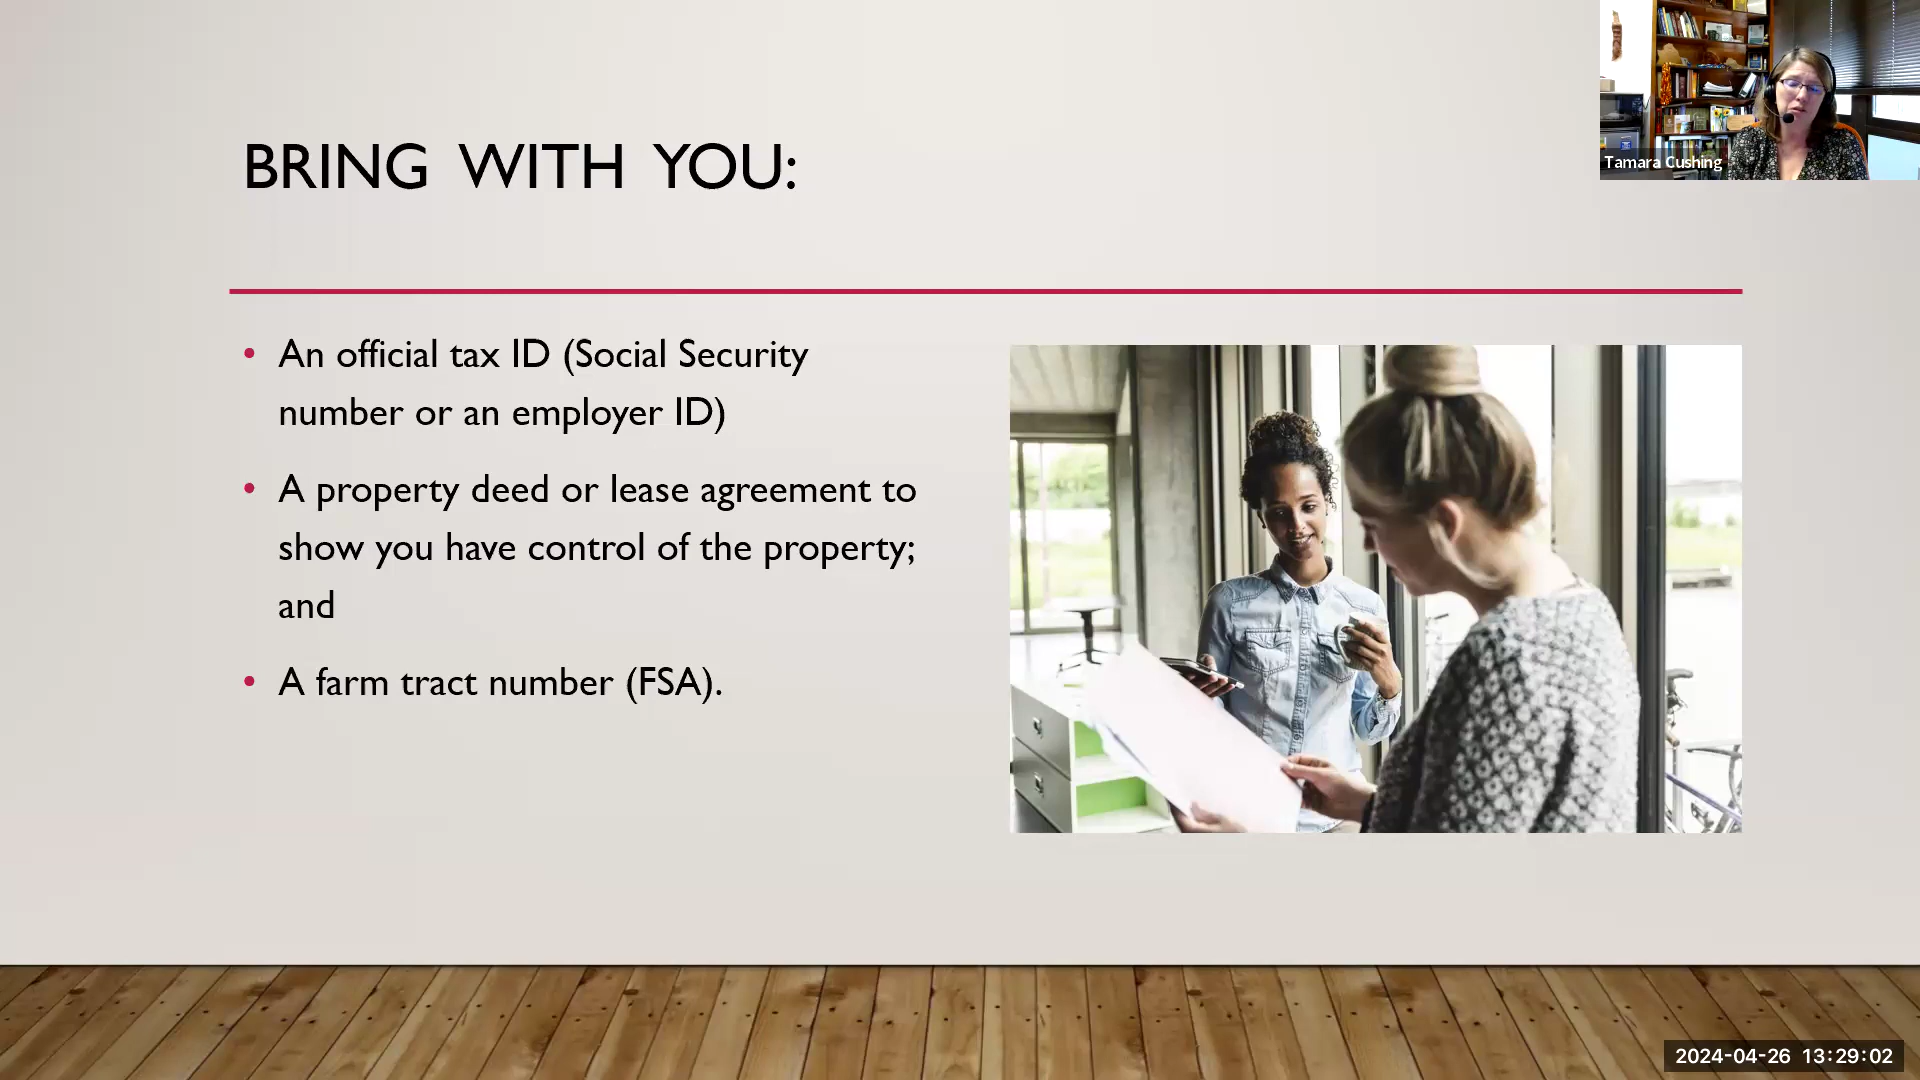 BRING WITH YOU:
• An official tax ID (Social Security
number or an employer ID)
• A property deed or lease agreement to
show you have control of the property;
and
• A farm tract number (FSA).
Tamara Cushing
2024-04-26 13:29:02